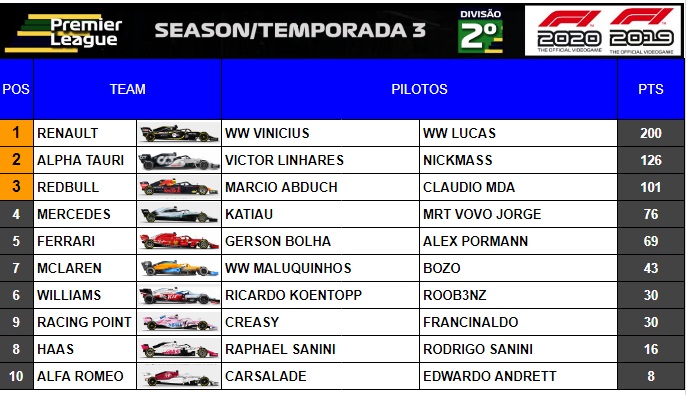 Premier League SEASON/TEMPORADA 3 DIVISÃO 2º F1 2020 THE OFFICIAL VIDEOGAME F1 2019 THE OFFICIAL VIDEOGAME
POS TEAM PILOTOS PTS
1 RENAULT WW VINICIUS WW LUCAS 200
2 ALPHA TAURI VICTOR LINHARES NICKMASS 126
3 REDBULL MARCIO ABDUCH CLAUDIO MDA 101
4 MERCEDES KATIAU MRT VOVO JORGE 76
5 FERRARI GERSON BOLHA ALEX PORMANN 69
7 MCLAREN WW MALUQUINHOS BOZO 43
6 WILLIAMS RICARDO KOENTOPP ROOB3NZ 30
9 RACING POINT CREASY FRANCINALDO 30
8 HAAS RAPHAEL SANINI RODRIGO SANINI 16
10 ALFA ROMEO CARSALADE EDWARDO ANDRETT 8